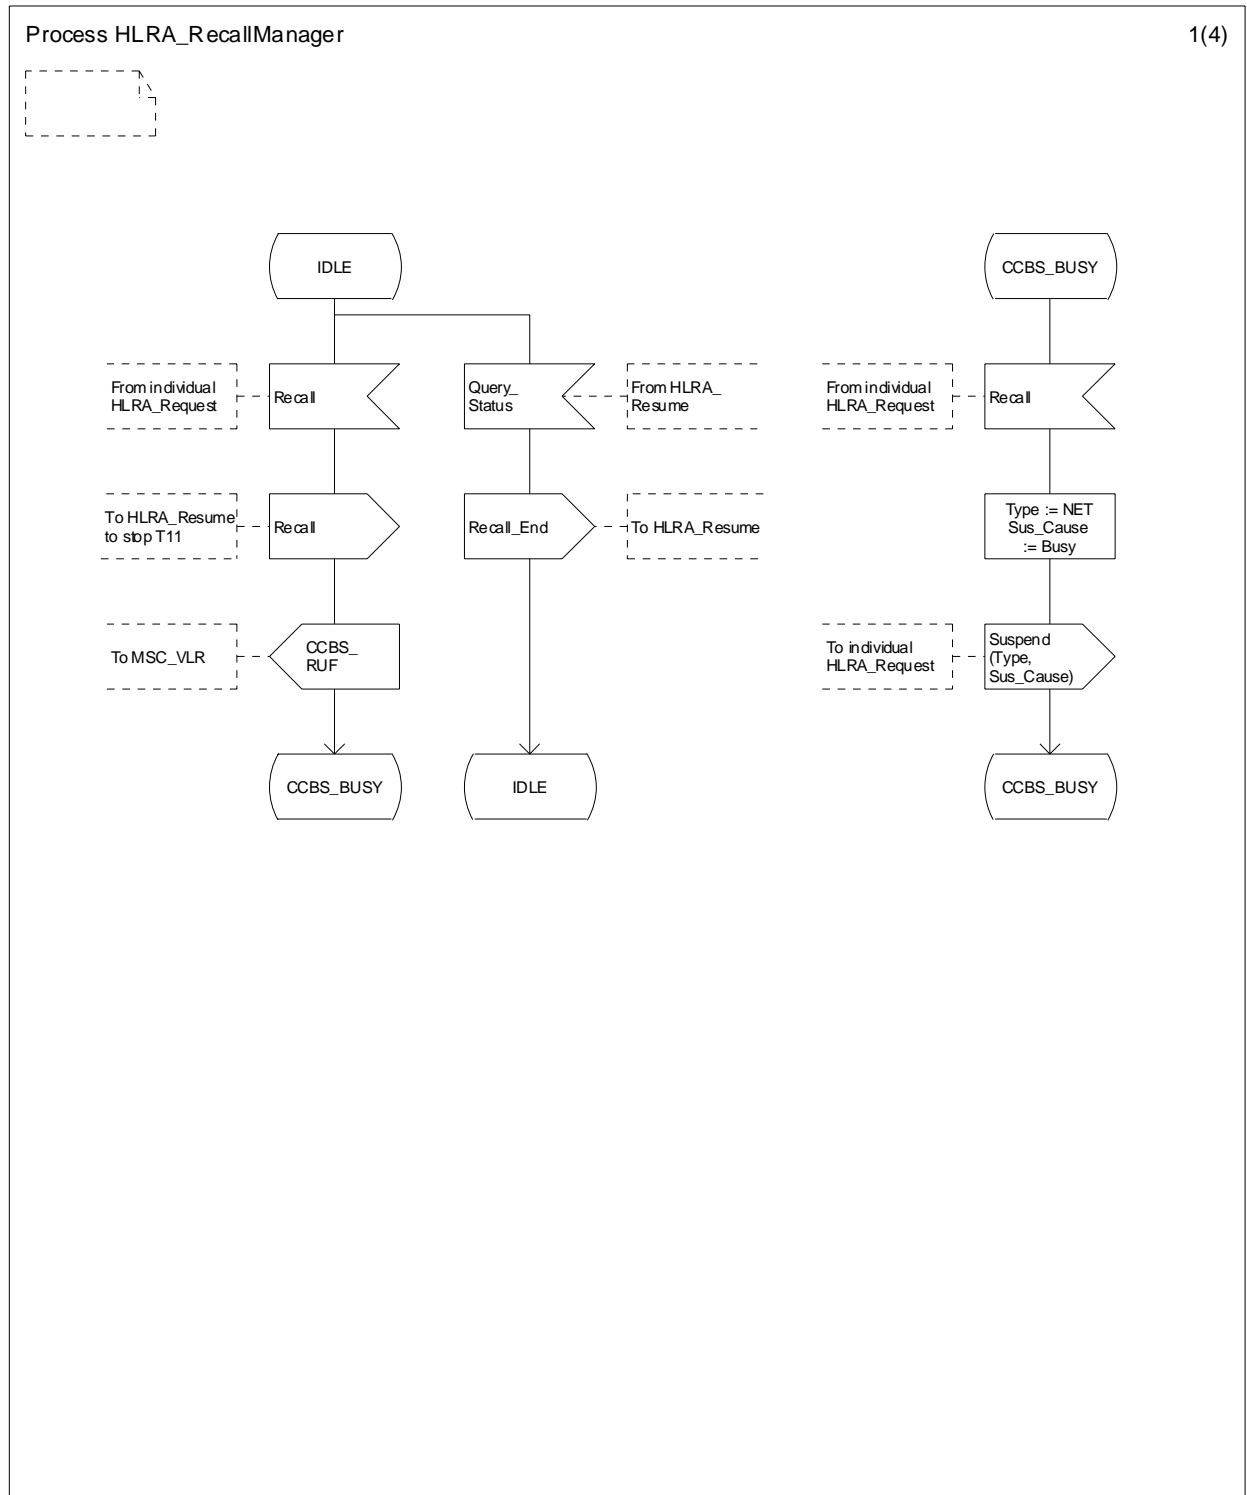 Process HLRA_RecallManager
1(4)
IDLE
CCBS_BUSY
From individual
HLRA_Request
Recall
Query_
Status
From HLRA_
Resume
From individual
HLRA_Request
Recall
To HLRA_Resume
to stop T11
Recall
Recall_End
To HLRA_Resume
Type := NET
Sus_Cause
:= Busy
To MSC_VLR
CCBS_
RUF
To individual
HLRA_Request
Suspend
(Type,
Sus_Cause)
CCBS_BUSY
IDLE
CCBS_BUSY